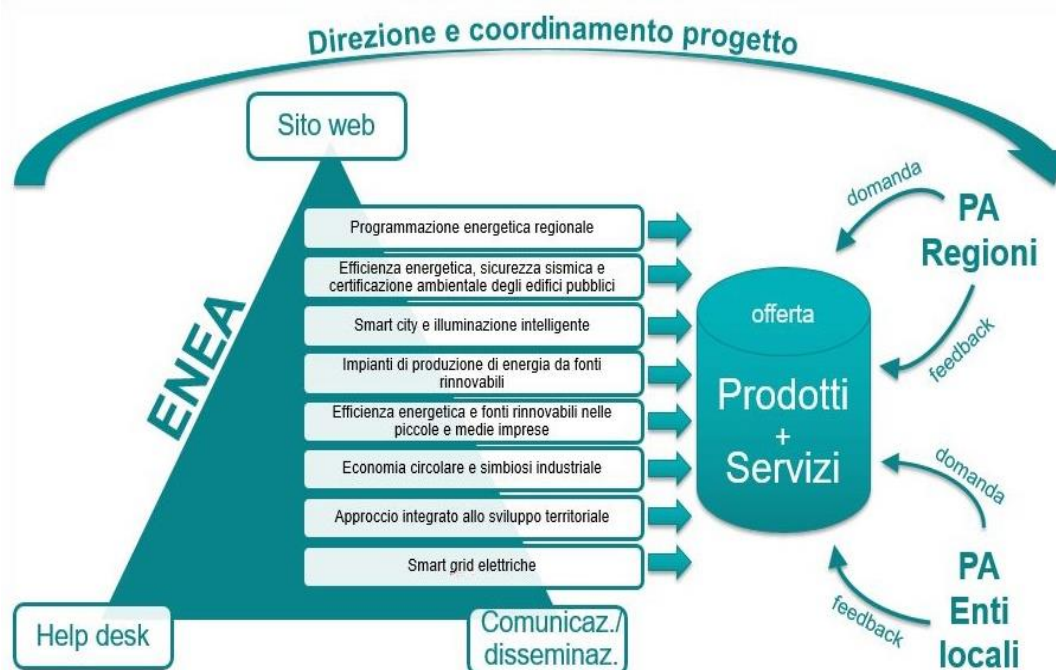 Direzione e coordinamento progetto
Sito web
ENEA
Programmazione energetica regionale
Efficienza energetica, sicurezza sismica e
certificazione ambientale degli edifici pubblici
Smart city e illuminazione intelligente
Impianti di produzione di energia da fonti
rinnovabili
Efficienza energetica e fonti rinnovabili nelle
piccole e medie imprese
Economia circolare e simbiosi industriale
Approccio integrato allo sviluppo territoriale
Smart grid elettriche
Help desk
Comunicaz./
disseminaz.
offerta
Prodotti
+
Servizi
domanda
PA
Regioni
feedback
domanda
PA
Enti
locali
feedback